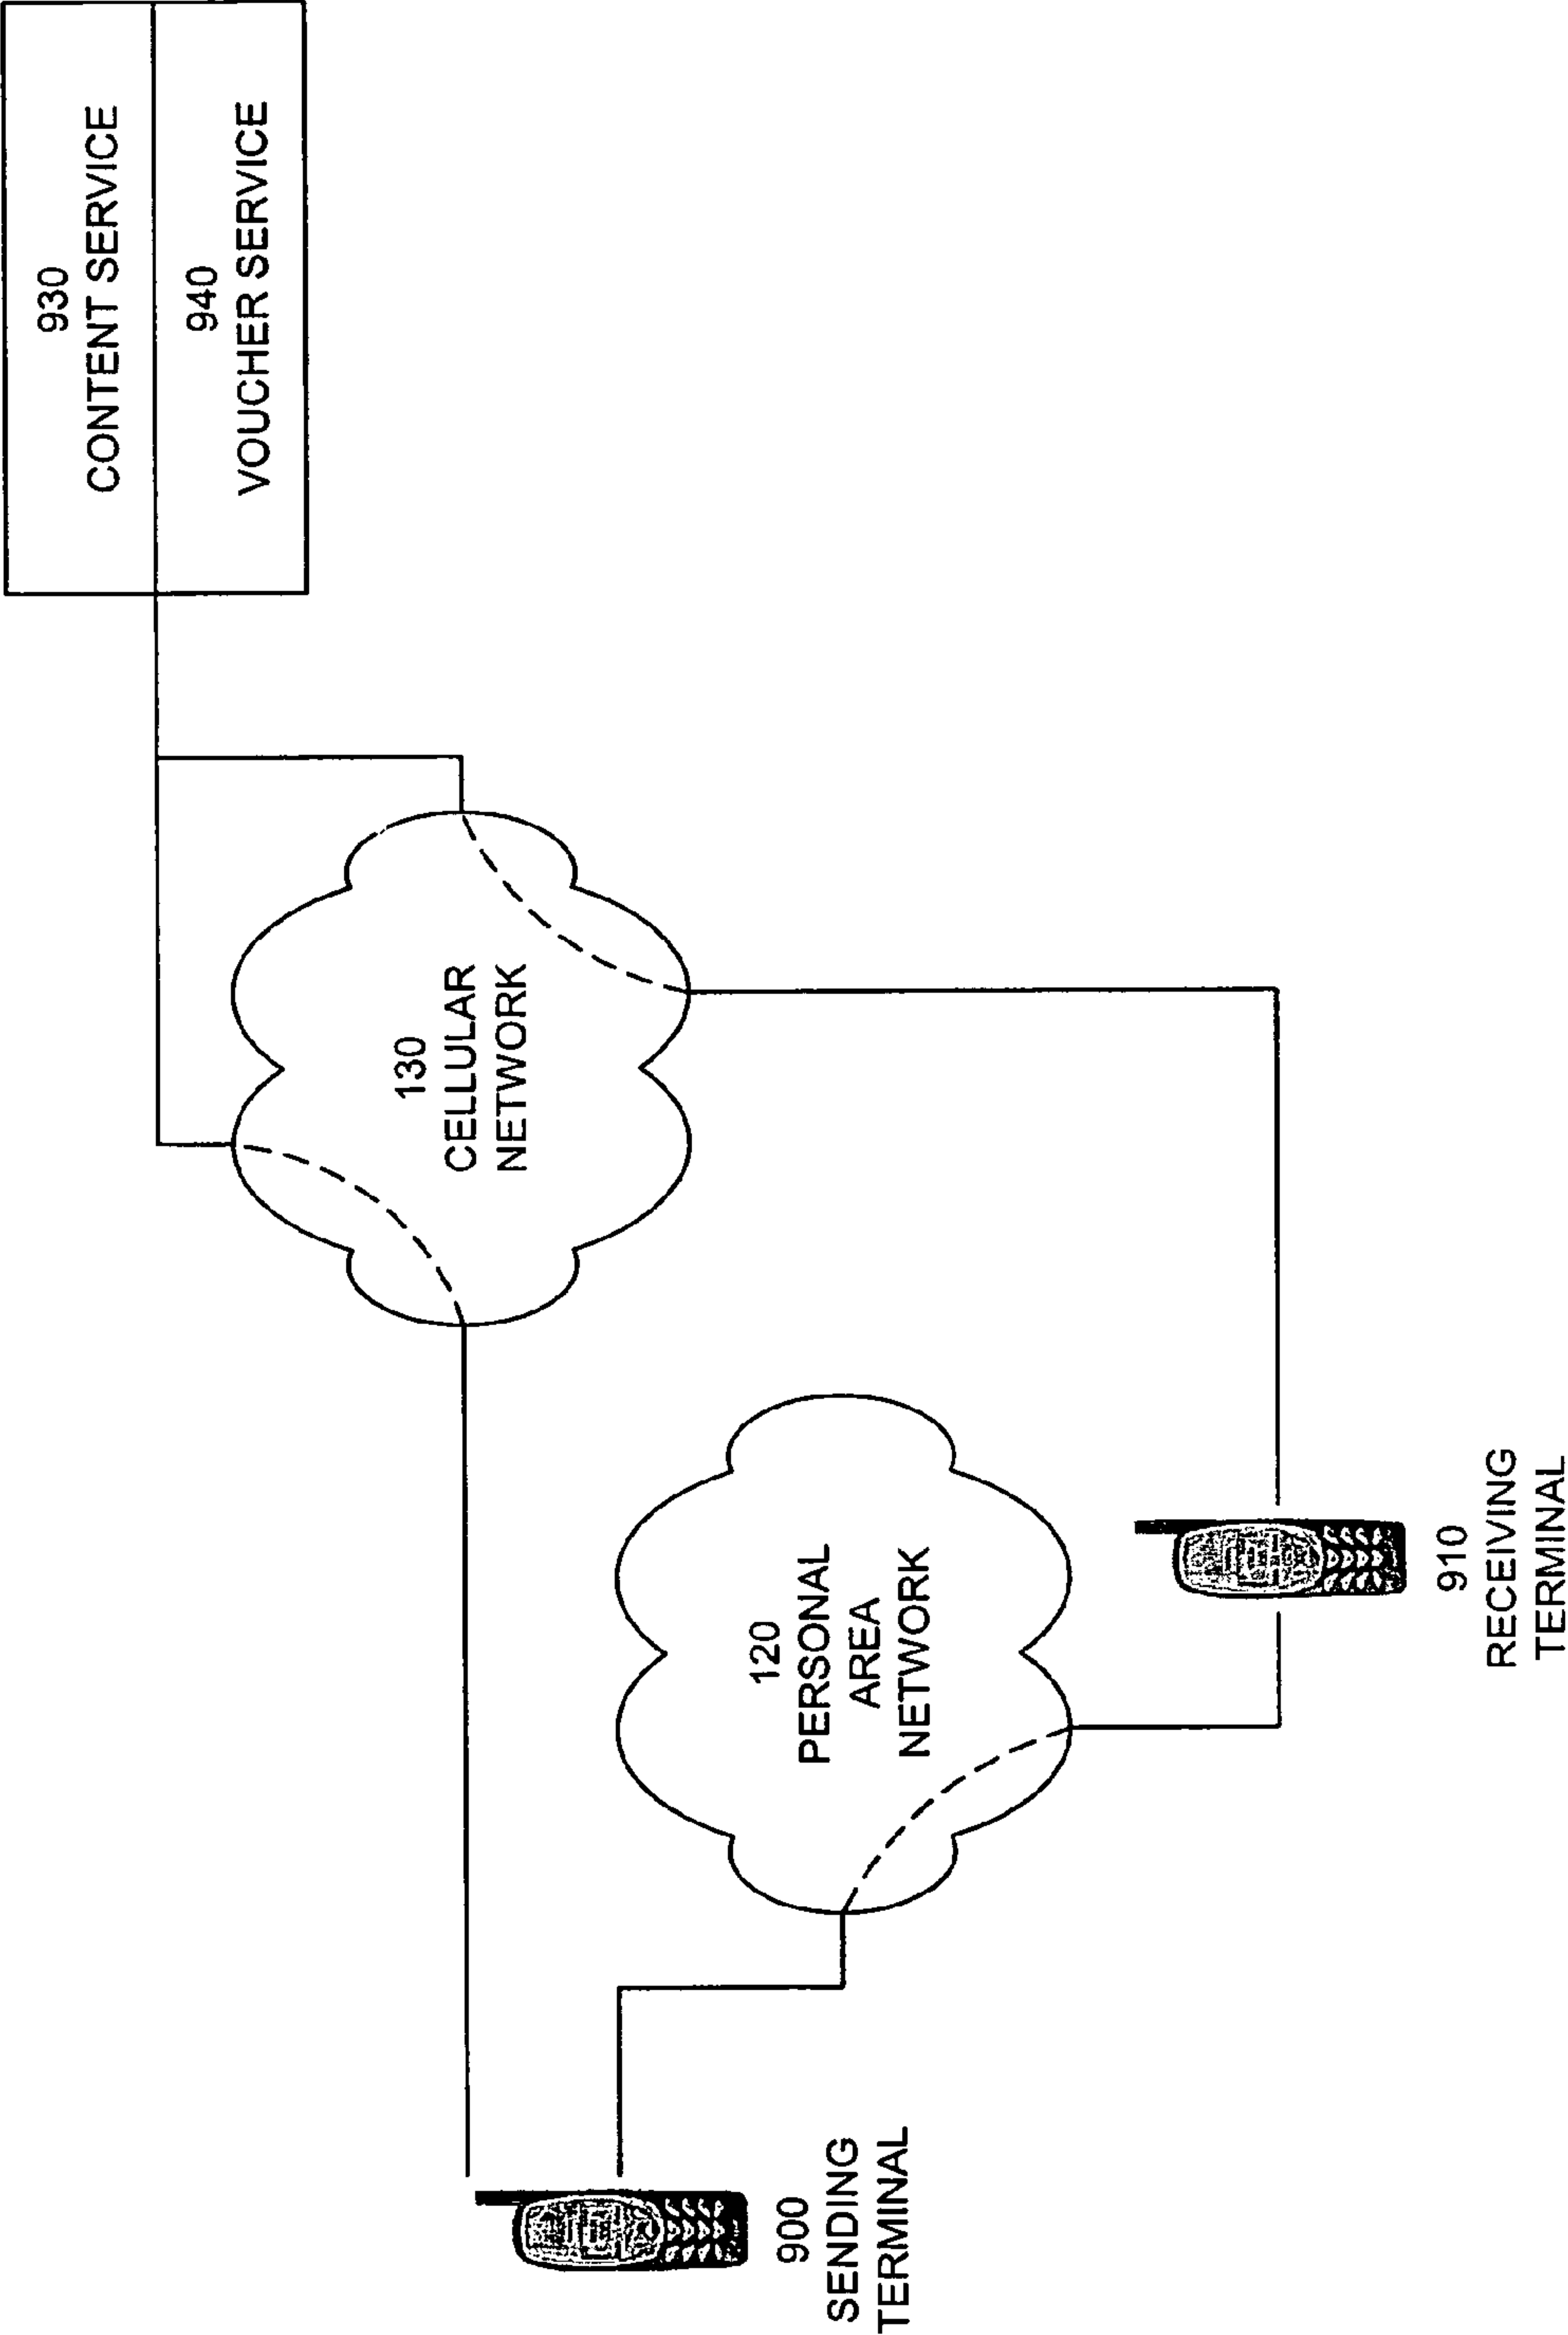 930
CONTENT SERVICE
940
VOUCHER SERVICE
130
CELLULAR
NETWORK
120
PERSONAL
AREA
NETWORK
910
RECEIVING
TERMINAL
900
SENDING
TERMINAL